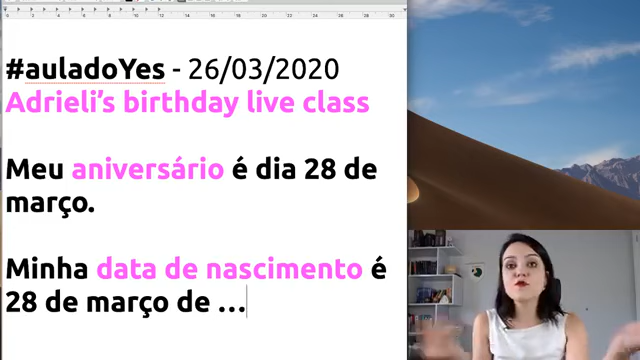 #auladoYes - 26/03/2020
Adrieli's birthday live class
Meu aniversário é dia 28 de
março.
Minha data de nascimento é
28 de março de ...